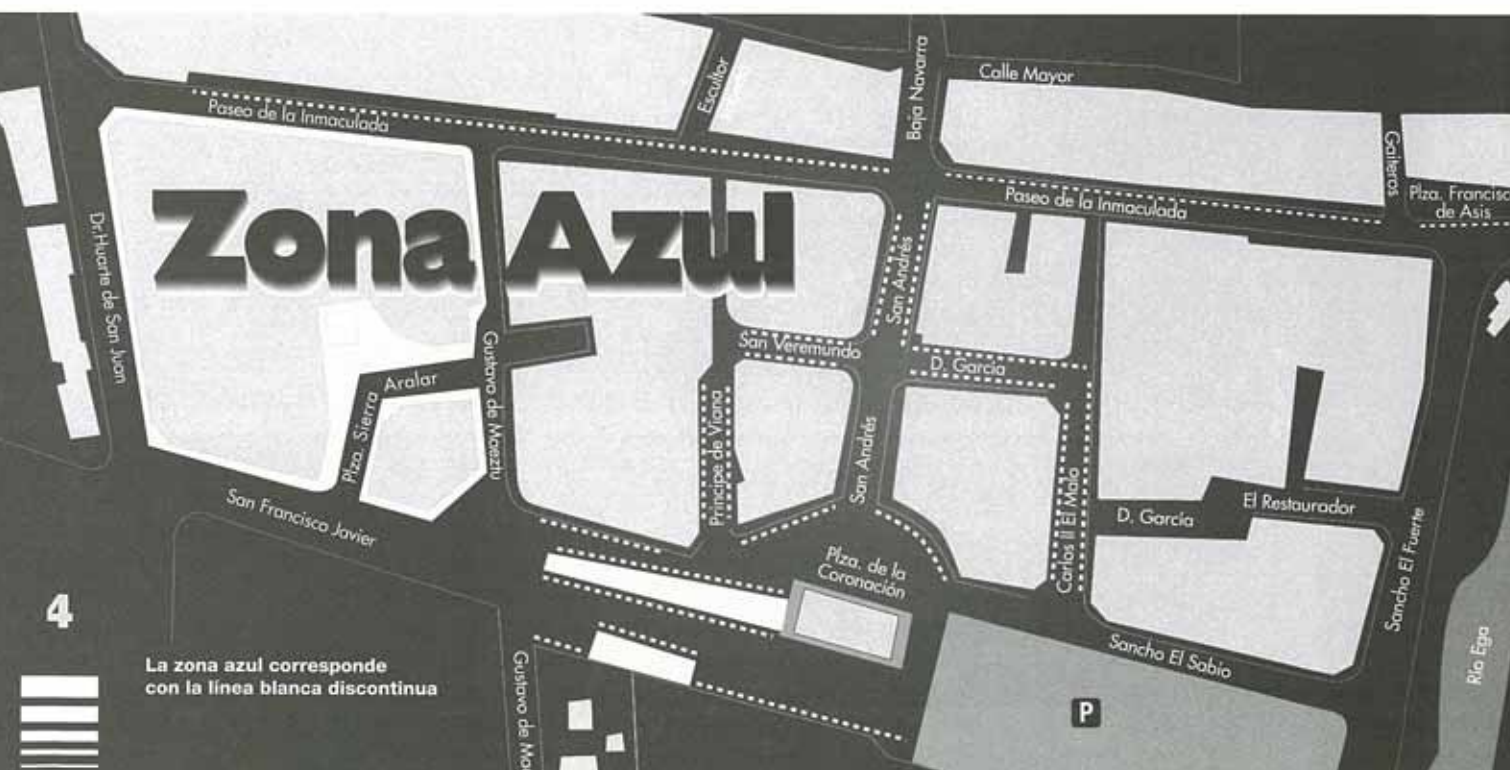 Calle Mayor
Baja Navarra
Escultor
Paseo de la Inmaculada
Gaiteros
Plza. Francisco
de Asis
Paseo de la Inmaculada
Zona Azul
Dr.Huarte de San Juan
San Andrés
San Veremundo
D. García
Gustavo de Maeztu
Aralar
Plza. Sierra
Principe de Viana
San Andrés
Carlos II El Malo
D. García
El Restaurador
Sancho El Fuerte
San Francisco Javier
Plza. de la
Coronación
Sancho El Sabio
Río Ega
4
La zona azul corresponde
con la línea blanca discontinua
Gustavo de
P